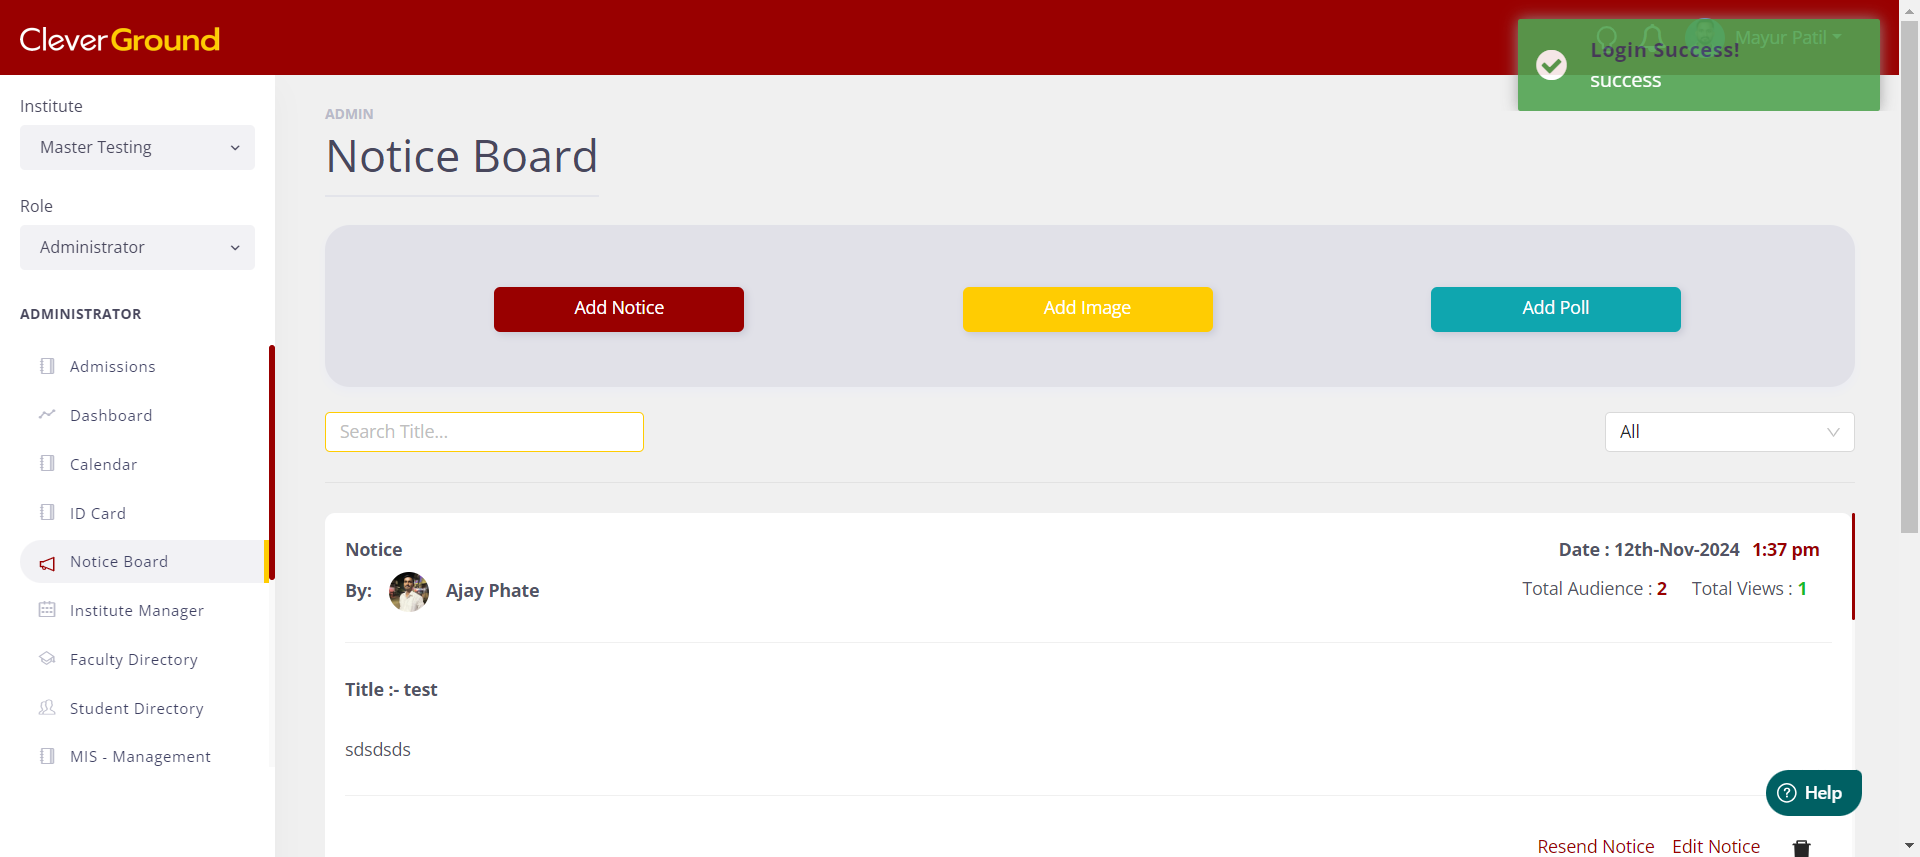 CleverGround
Mayur Patil
Login Success!
success
Institute
Master Testing
Role
Administrator
ADMINISTRATOR
Admissions
Dashboard
Calendar
ID Card
Notice Board
Institute Manager
Faculty Directory
Student Directory
MIS - Management
ADMIN
Notice Board
Add Notice
Add Image
Add Poll
Search Title...
All
Notice
Date : 12th-Nov-2024 1:37 pm
By: Ajay Phate
Total Audience : 2 Total Views : 1
Title :- test
sdsdsds
Help
Resend Notice Edit Notice